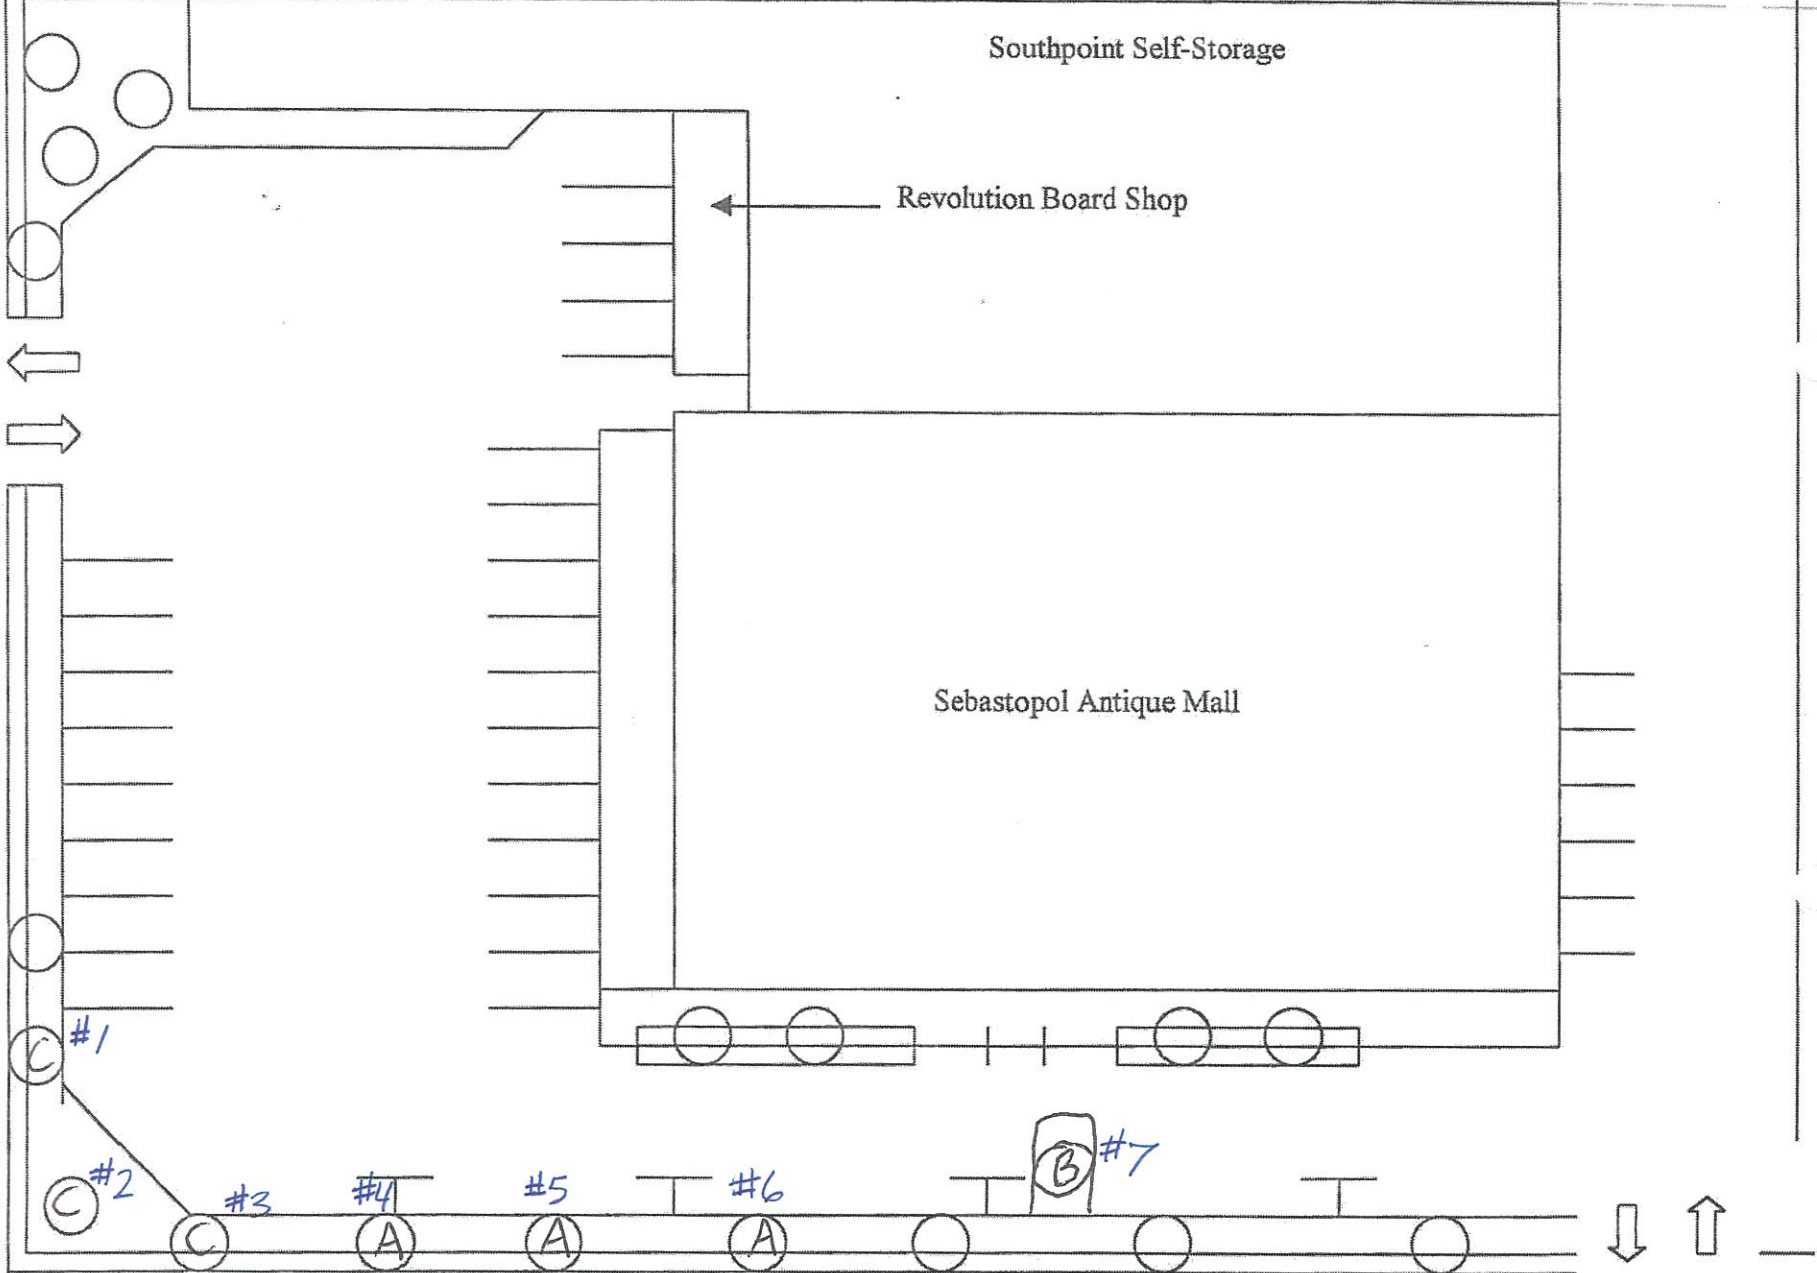 Southpoint Self-Storage
Revolution Board Shop
Sebastopol Antique Mall
C #1
C #2
C #3
A #4
A #5
A #6
B #7